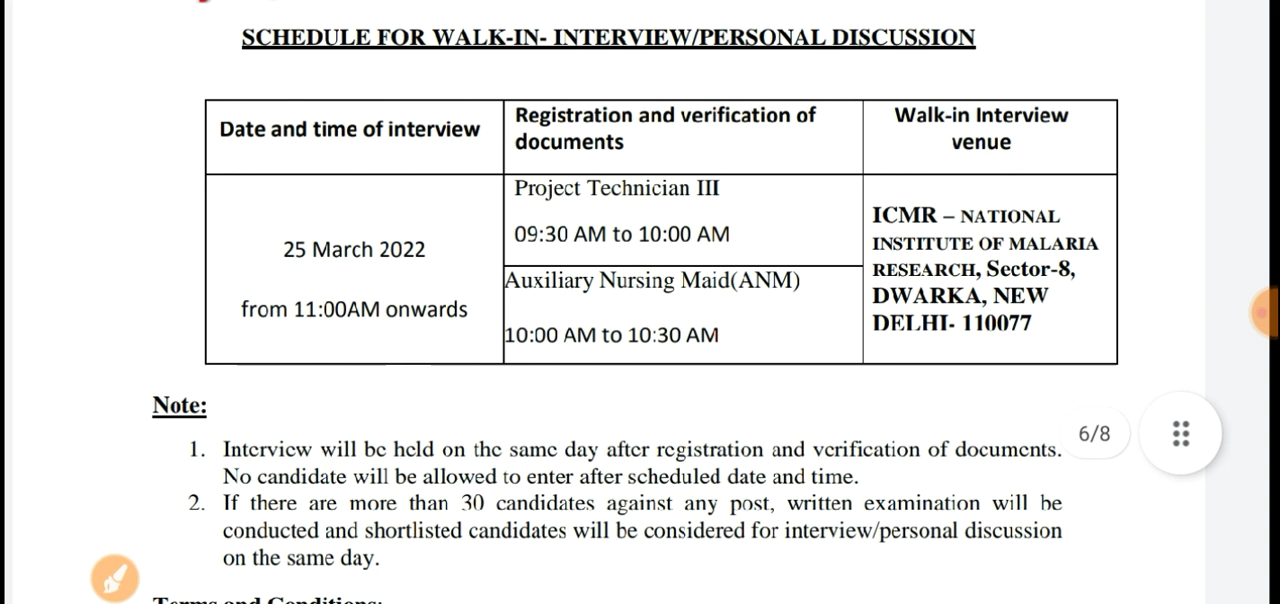 SCHEDULE FOR WALK-IN- INTERVIEW/PERSONAL DISCUSSION
Date and time of interview
Registration and verification of
documents
Walk-in Interview
venue
25 March 2022
from 11:00AM onwards
Project Technician III
09:30 AM to 10:00 AM
Auxiliary Nursing Maid(ANM)
10:00 AM to 10:30 AM
ICMR – NATIONAL
INSTITUTE OF MALARIA
RESEARCH, Sector-8,
DWARKA, NEW
DELHI- 110077
Note:
1. Interview will be held on the same day after registration and verification of documents.
No candidate will be allowed to enter after scheduled date and time.
2. If there are more than 30 candidates against any post, written examination will be
conducted and shortlisted candidates will be considered for interview/personal discussion
on the same day.
6/8
Terms and Conditions: